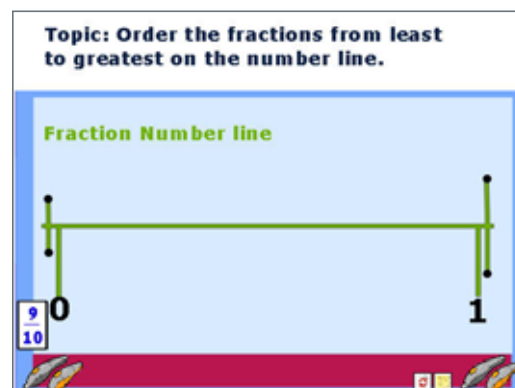 Topic: Order the fractions from least
to greatest on the number line.
Fraction Number line
0
1
9
10